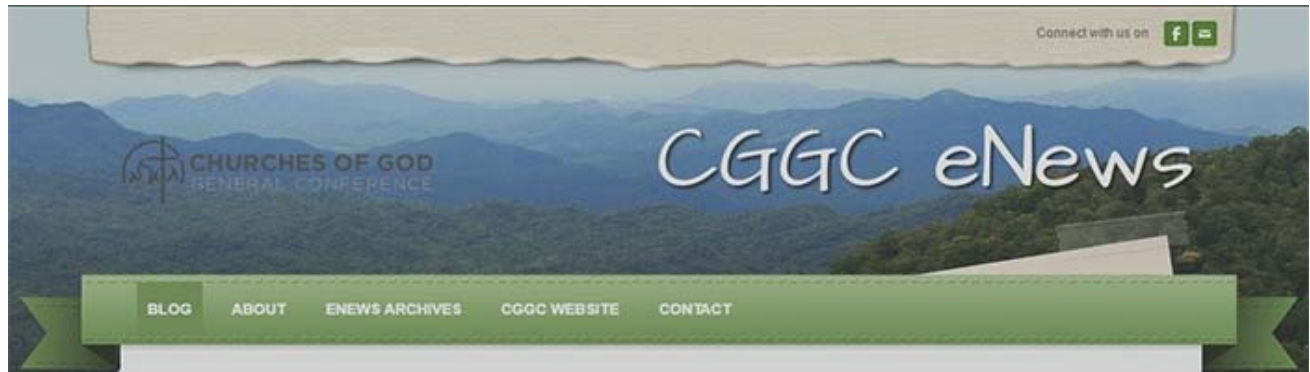 Connect with us on
CHURCHES OF GOD
GENERAL CONFERENCE
CGGC eNews
BLOG ABOUT ENEWS ARCHIVES CGGC WEBSITE CONTACT